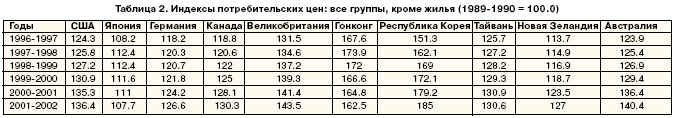 Таблица 2. Индексы потребительских цен: все группы, кроме жилья (1989-1990 = 100.0)
Годы США Япония Германия Канада Великобритания Гонконг Республика Корея Тайвань Новая Зеландия Австралия
1996-1997 124.3 108.2 118.2 118.8 131.5 167.6 151.3 125.7 113.7 123.9
1997-1998 125.8 112.4 120.3 120.6 134.6 173.9 162.1 127.2 114.9 125.4
1998-1999 127.2 112.4 120.7 122 137.2 172 169 128.2 116.9 126.9
1999-2000 130.9 111.6 121.8 125 139.3 166.6 172.1 129.3 118.7 129.4
2000-2001 135.3 111 124.2 128.1 141.4 164.8 179.2 130.9 123.5 136.4
2001-2002 136.4 107.7 126.6 130.3 143.5 162.5 185 130.6 127 140.4